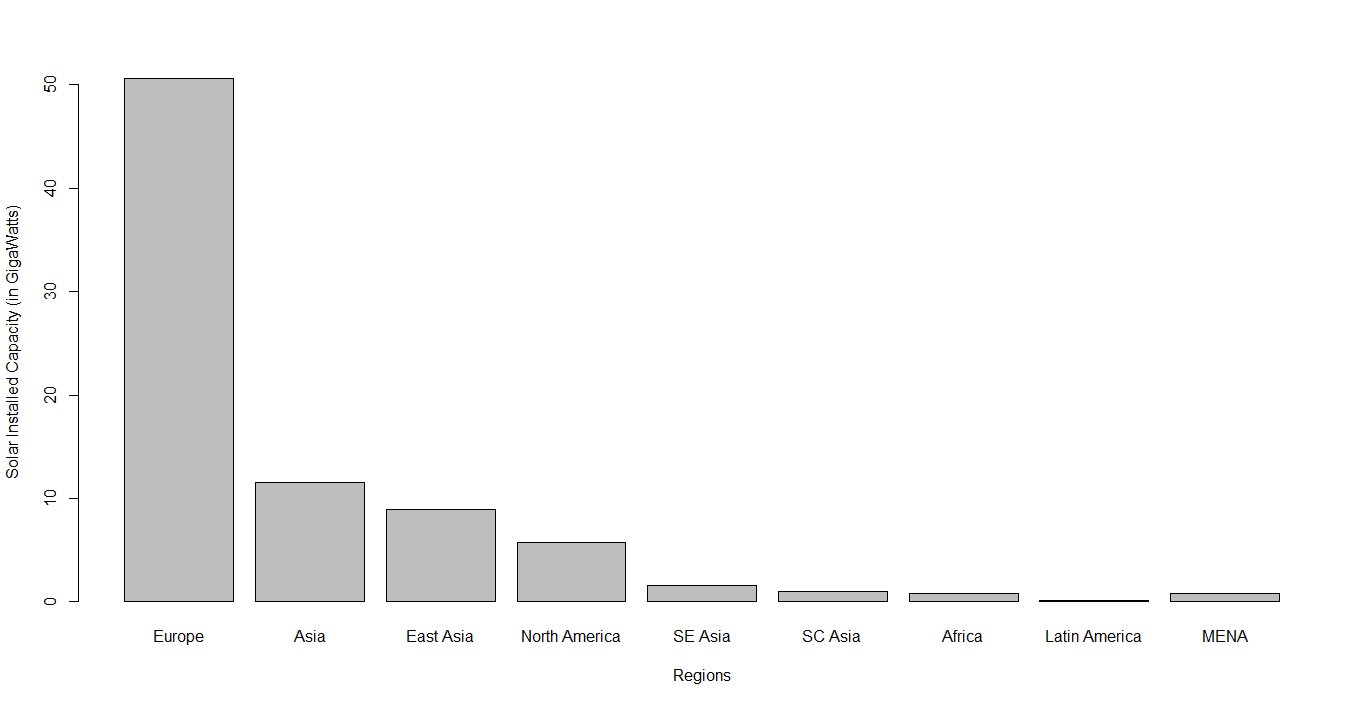 Solar Installed Capacity (in GigaWatts)
50
40
30
20
10
0
Europe Asia East Asia North America SE Asia SC Asia Africa Latin America MENA
Regions